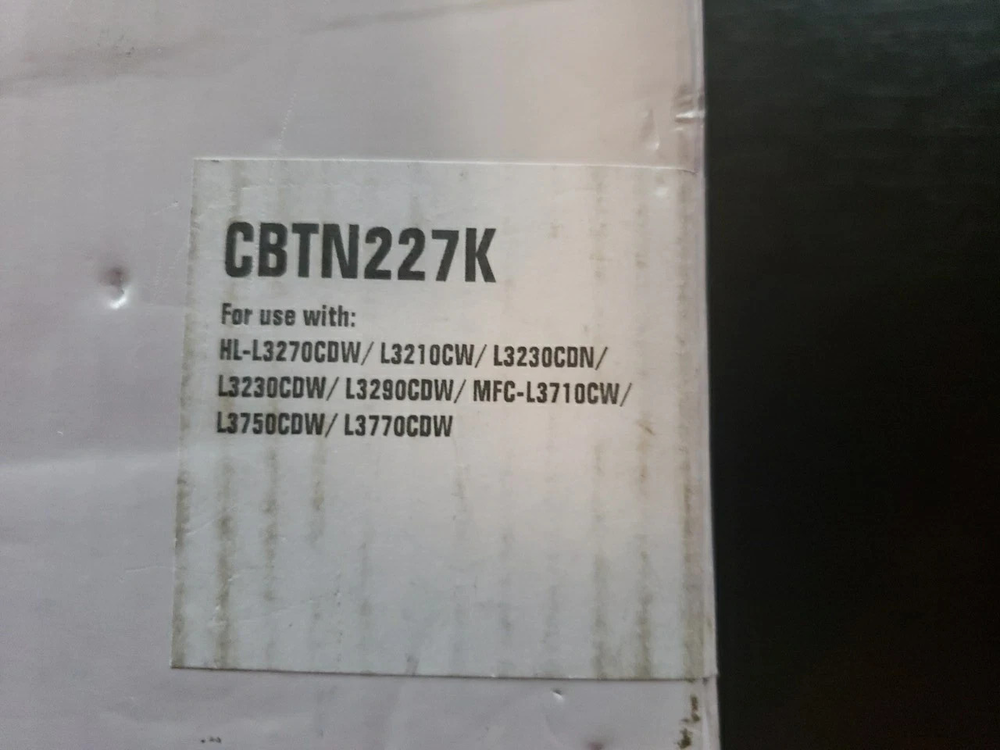 CBTN227K
For use with:
HL-L3270CDW/ L3210CW/ L3230CDN/
L3230CDW/ L3290CDW/ MFC-L3710CW/
L3750CDW/ L3770CDW